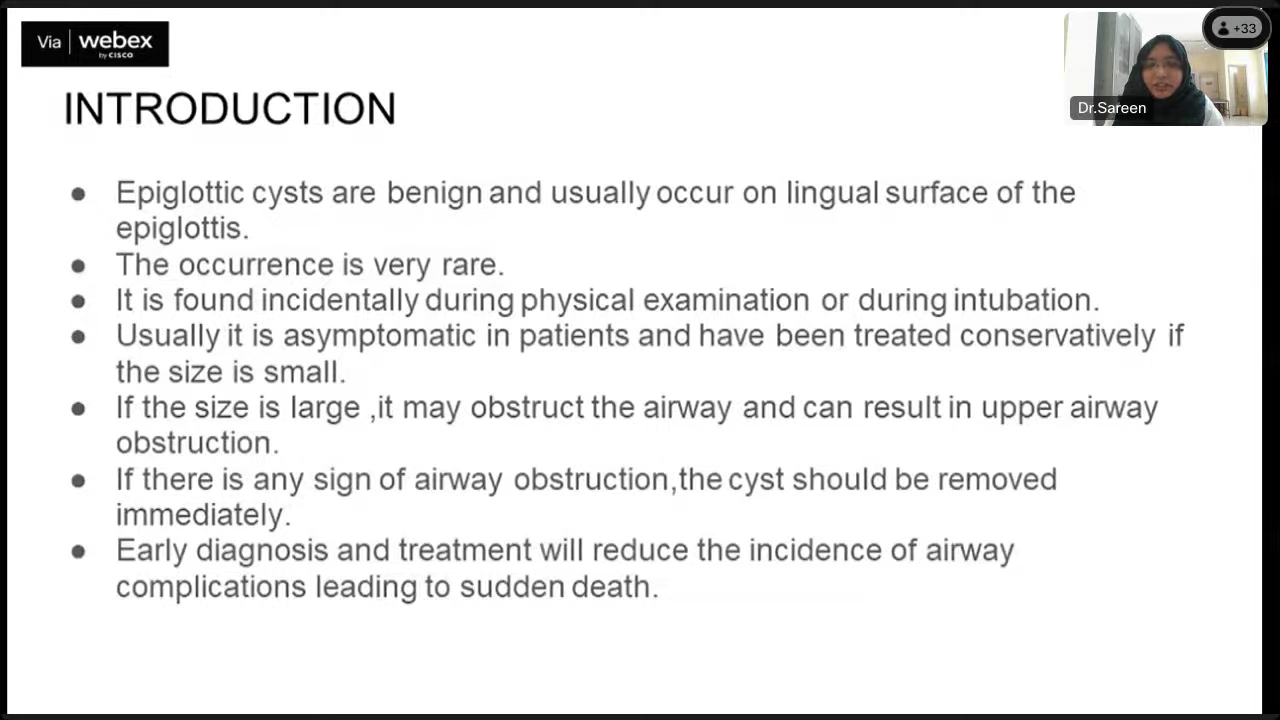 Via webex
by CISCO
+33
Dr.Sareen
INTRODUCTION
● Epiglottic cysts are benign and usually occur on lingual surface of the
epiglottis.
● The occurrence is very rare.
● It is found incidentally during physical examination or during intubation.
● Usually it is asymptomatic in patients and have been treated conservatively if
the size is small.
● If the size is large ,it may obstruct the airway and can result in upper airway
obstruction.
● If there is any sign of airway obstruction,the cyst should be removed
immediately.
● Early diagnosis and treatment will reduce the incidence of airway
complications leading to sudden death.